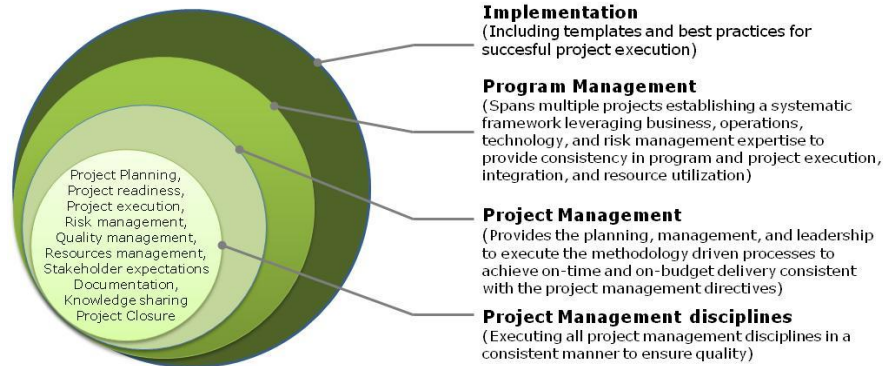 Project Planning,
Project readiness,
Project execution,
Risk management,
Quality management,
Resources management,
Stakeholder expectations
Documentation,
Knowledge sharing
Project Closure
Implementation
(Including templates and best practices for
succesful project execution)
Program Management
(Spans multiple projects establishing a systematic
framework leveraging business, operations,
technology, and risk management expertise to
provide consistency in program and project execution,
integration, and resource utilization)
Project Management
(Provides the planning, management, and leadership
to execute the methodology driven processes to
achieve on-time and on-budget delivery consistent
with the project management directives)
Project Management disciplines
(Executing all project management disciplines in a
consistent manner to ensure quality)